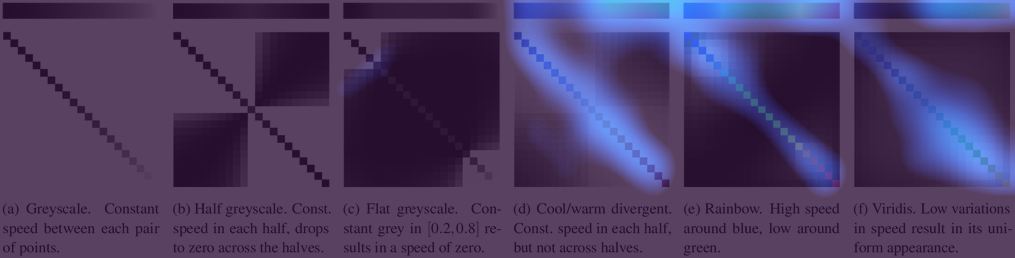 (a) Greyscale. Constant
speed between each pair
of points.
(b) Half greyscale. Const.
speed in each half, drops
to zero across the halves.
(c) Flat greyscale. Con-
stant grey in [0.2, 0.8] re-
sults in a speed of zero.
(d) Cool/warm divergent.
Const. speed in each half,
but not across halves.
(e) Rainbow. High speed
around blue, low around
green.
(f) Viridis. Low variations
in speed result in its uni-
form appearance.